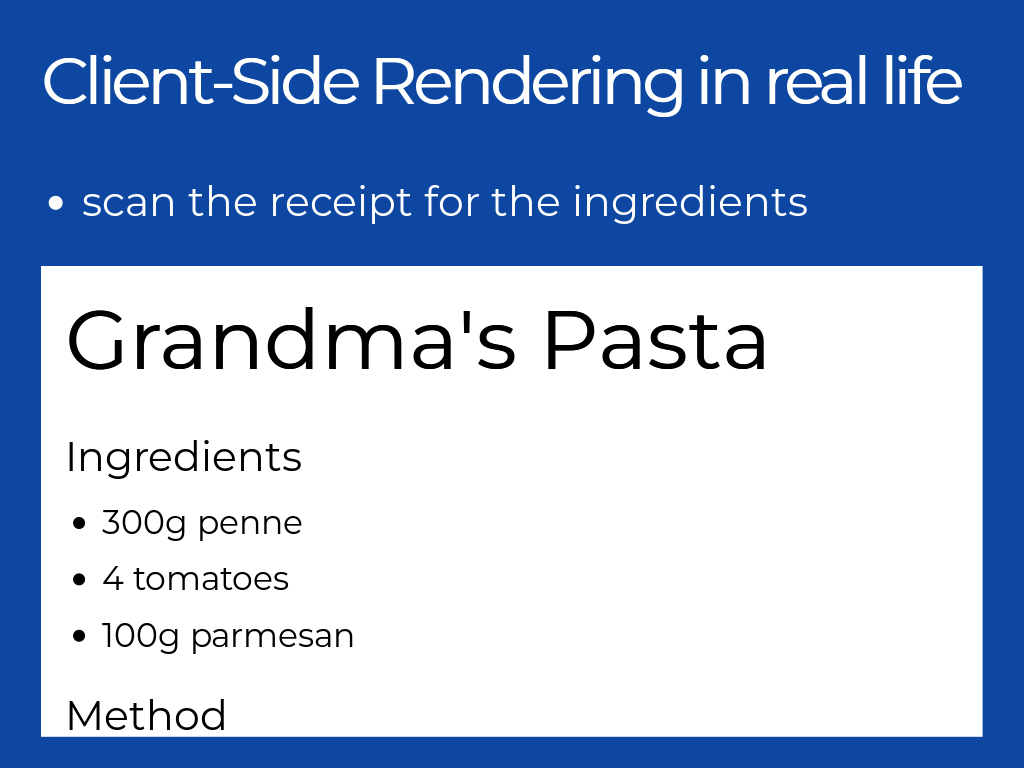 Client-Side Rendering in real life
• scan the receipt for the ingredients
Grandma's Pasta
Ingredients
• 300g penne
• 4 tomatoes
• 100g parmesan
Method